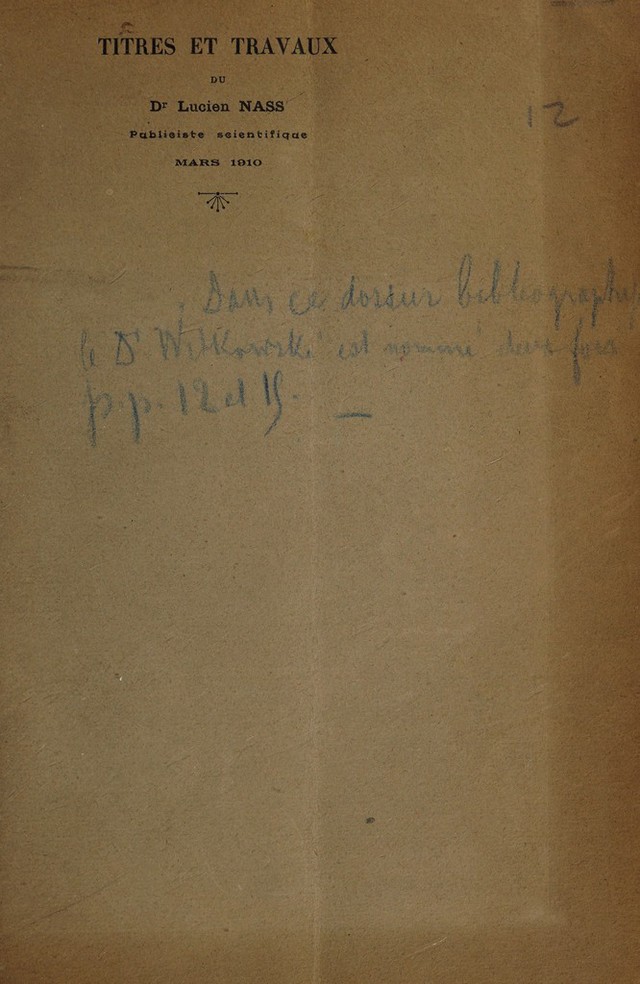 TITRES ET TRAVAUX
DU
Dr Lucien NASS
Publiciste scientifique
MARS 1910
12
Dans ce dossier bibliographique
le Dr Witkowski est nommé deux fois
p.p. 12 et 15. —